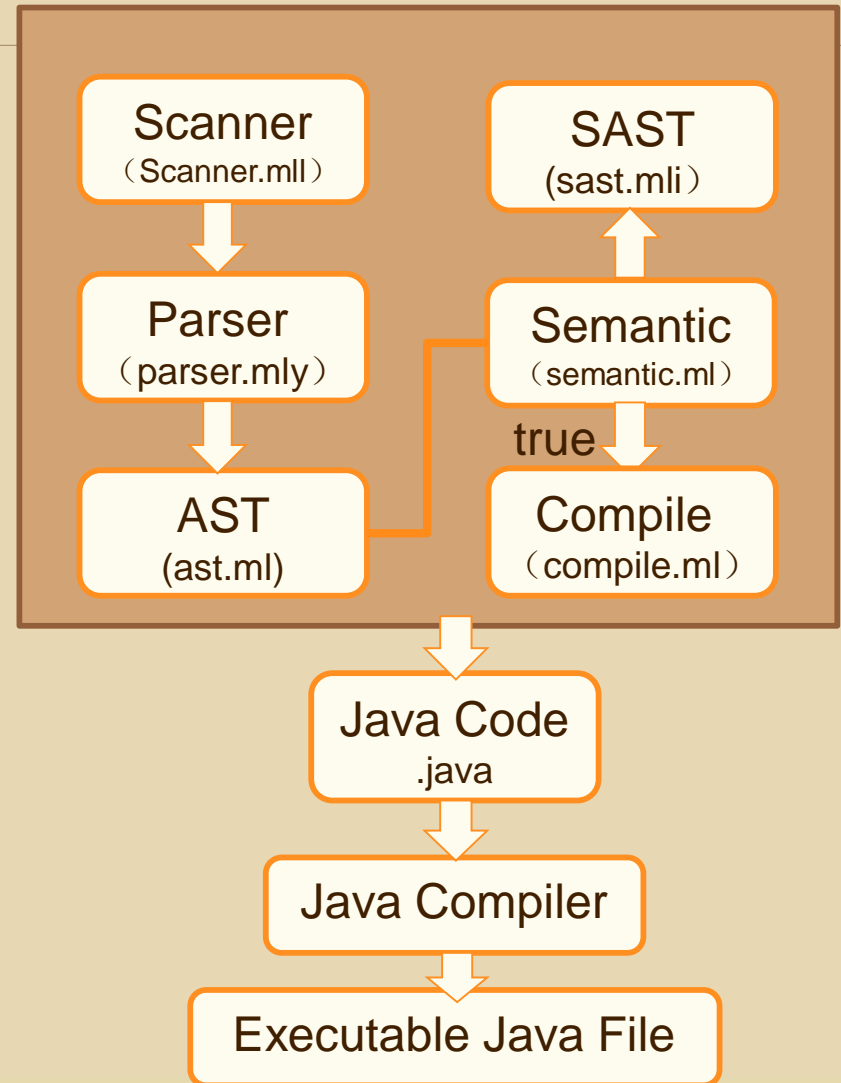 Scanner
（Scanner.mll）
Parser
（parser.mly）
AST
(ast.ml)
SAST
(sast.mli）
Semantic
（semantic.ml）
true
Compile
（compile.ml）
Java Code
.java
Java Compiler
Executable Java File